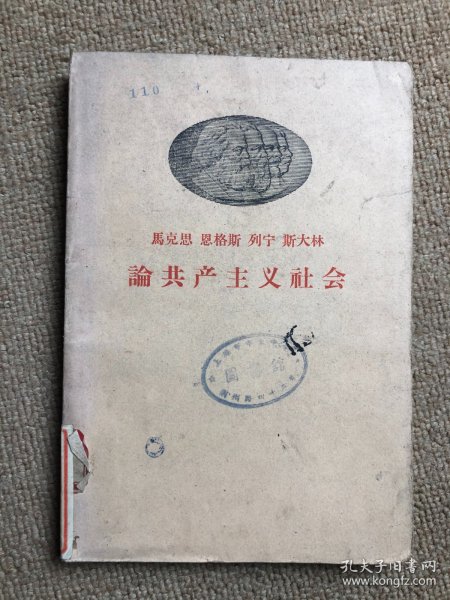 110
馬克思 恩格斯 列宁 斯大林
論共产主义社会
孔夫子旧书网
www.kongfz.com